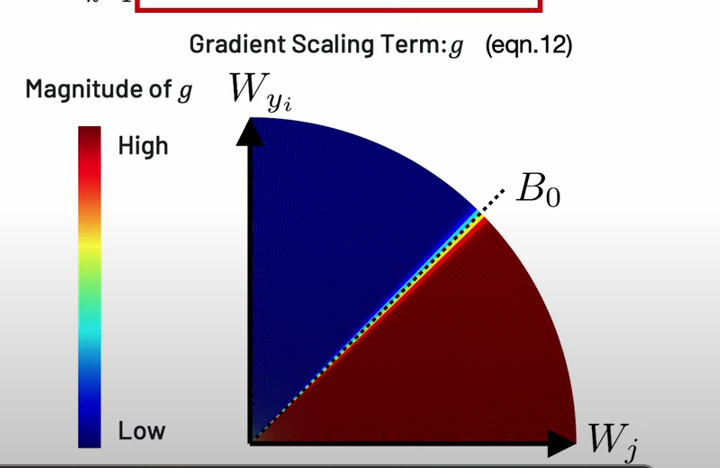 Gradient Scaling Term:g (eqn.12)
Magnitude of g
W_{y_i}
High
B_0
Low
W_j